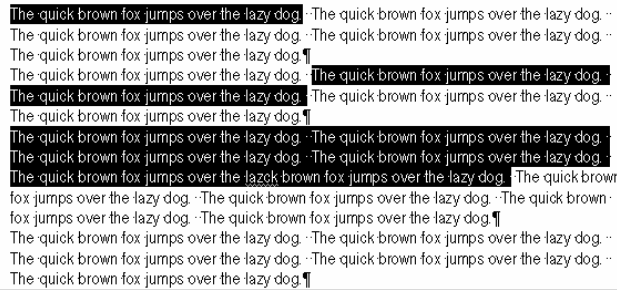 The quick brown fox jumps over the lazy dog.  The quick brown fox jumps over the lazy dog.
The quick brown fox jumps over the lazy dog.  The quick brown fox jumps over the lazy dog.
The quick brown fox jumps over the lazy dog.¶
The quick brown fox jumps over the lazy dog.  The quick brown fox jumps over the lazy dog.
The quick brown fox jumps over the lazy dog.  The quick brown fox jumps over the lazy dog.
The quick brown fox jumps over the lazy dog.¶
The quick brown fox jumps over the lazy dog.  The quick brown fox jumps over the lazy dog.
The quick brown fox jumps over the lazy dog.  The quick brown fox jumps over the lazy dog.
The quick brown fox jumps over the lazck brown fox jumps over the lazy dog.  The quick brown
fox jumps over the lazy dog.  The quick brown fox jumps over the lazy dog.  The quick brown
fox jumps over the lazy dog.  The quick brown fox jumps over the lazy dog.¶
The quick brown fox jumps over the lazy dog.  The quick brown fox jumps over the lazy dog.
The quick brown fox jumps over the lazy dog.  The quick brown fox jumps over the lazy dog.
The quick brown fox jumps over the lazy dog.¶